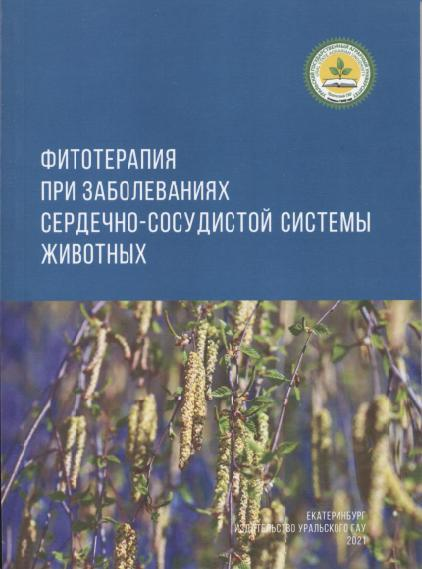 ФИТОТЕРАПИЯ
ПРИ ЗАБОЛЕВАНИЯХ
СЕРДЕЧНО-СОСУДИСТОЙ СИСТЕМЫ
ЖИВОТНЫХ
ЕКАТЕРИНБУРГ
ИЗДАТЕЛЬСТВО УРАЛЬСКОГО ГАУ
2021